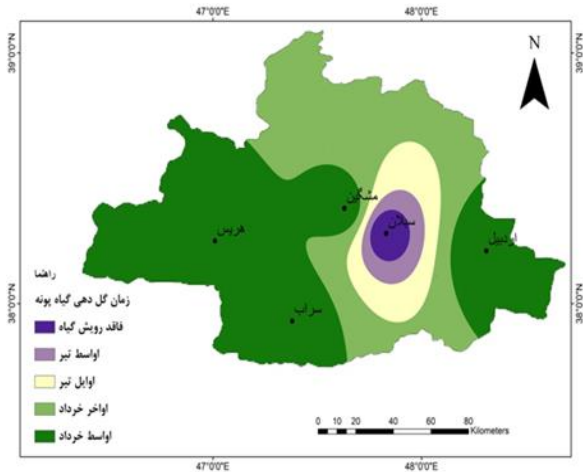 47°0'0"E 48°0'0"E
39°0'0"N 39°0'0"N
N
مشگین
سبلان
هریس
اردبیل
سراب
38°0'0"N 38°0'0"N
راهنما
زمان گل دهی گیاه پونه
فاقد رویش گیاه
اواسط تیر
اوایل تیر
اواخر خرداد
اواسط خرداد
0 10 20 40 60 80
Kilometers
47°0'0"E 48°0'0"E